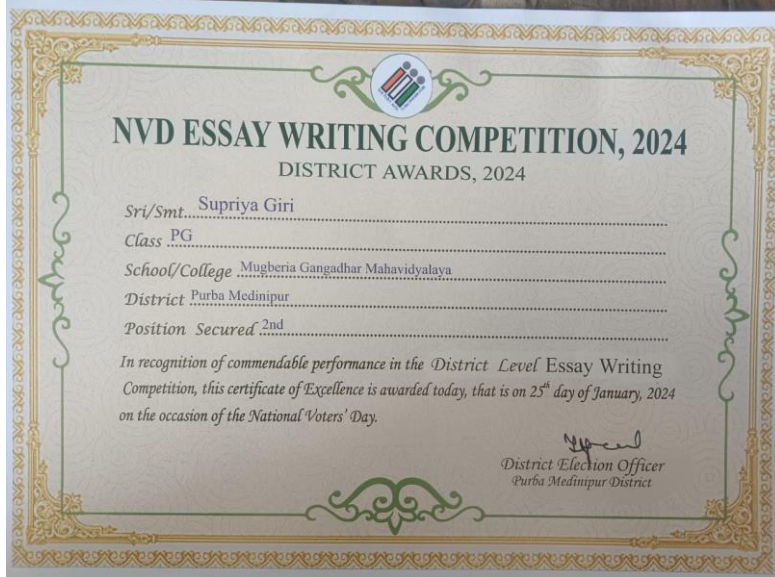 NVD ESSAY WRITING COMPETITION, 2024
DISTRICT AWARDS, 2024
Sri/Smt. Supriya Giri
Class PG
School/College Mugberia Gangadhar Mahavidyalaya
District Purba Medinipur
Position Secured 2nd
In recognition of commendable performance in the District Level Essay Writing
Competition, this certificate of Excellence is awarded today, that is on 25th day of January, 2024
on the occasion of the National Voters' Day.
District Election Officer
Purba Medinipur District